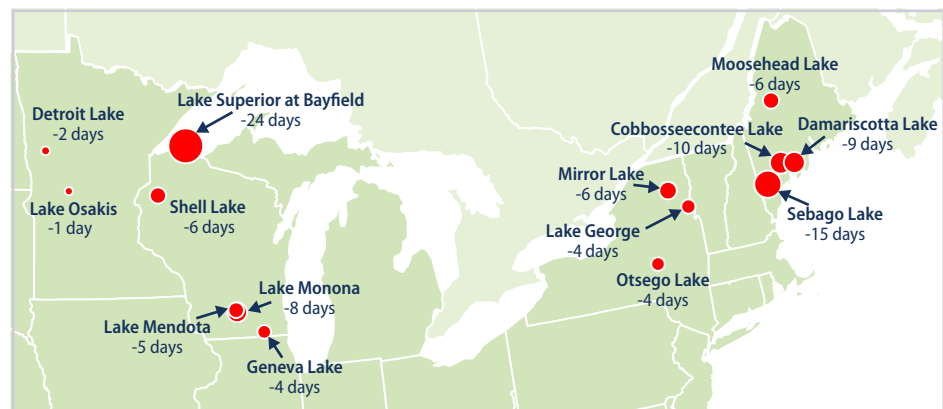 Moosehead Lake
-6 days
Lake Superior at Bayfield
-24 days
Detroit Lake
-2 days
Cobbosseecontee Lake
-10 days
Damariscotta Lake
-9 days
Mirror Lake
-6 days
Lake Osakis
-1 day
Shell Lake
-6 days
Sebago Lake
-15 days
Lake George
-4 days
Otsego Lake
-4 days
Lake Monona
-8 days
Lake Mendota
-5 days
Geneva Lake
-4 days